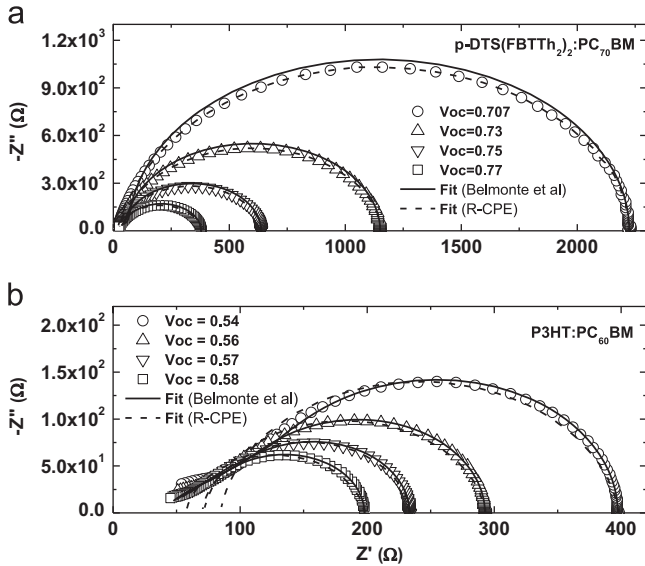 a
1.2x10³
p-DTS(FBTTh₂)₂:PC₇₀BM
9.0x10²
-Z'' (Ω)
6.0x10²
3.0x10²
0.0
Voc=0.707
Voc=0.73
Voc=0.75
Voc=0.77
Fit (Belmonte et al)
Fit (R-CPE)
0 500 1000 1500 2000
b
2.0x10²
P3HT:PC₆₀BM
1.5x10²
-Z'' (Ω)
1.0x10²
5.0x10¹
0.0
Voc = 0.54
Voc = 0.56
Voc = 0.57
Voc = 0.58
Fit (Belmonte et al)
Fit (R-CPE)
0 100 200 300 400
Z' (Ω)